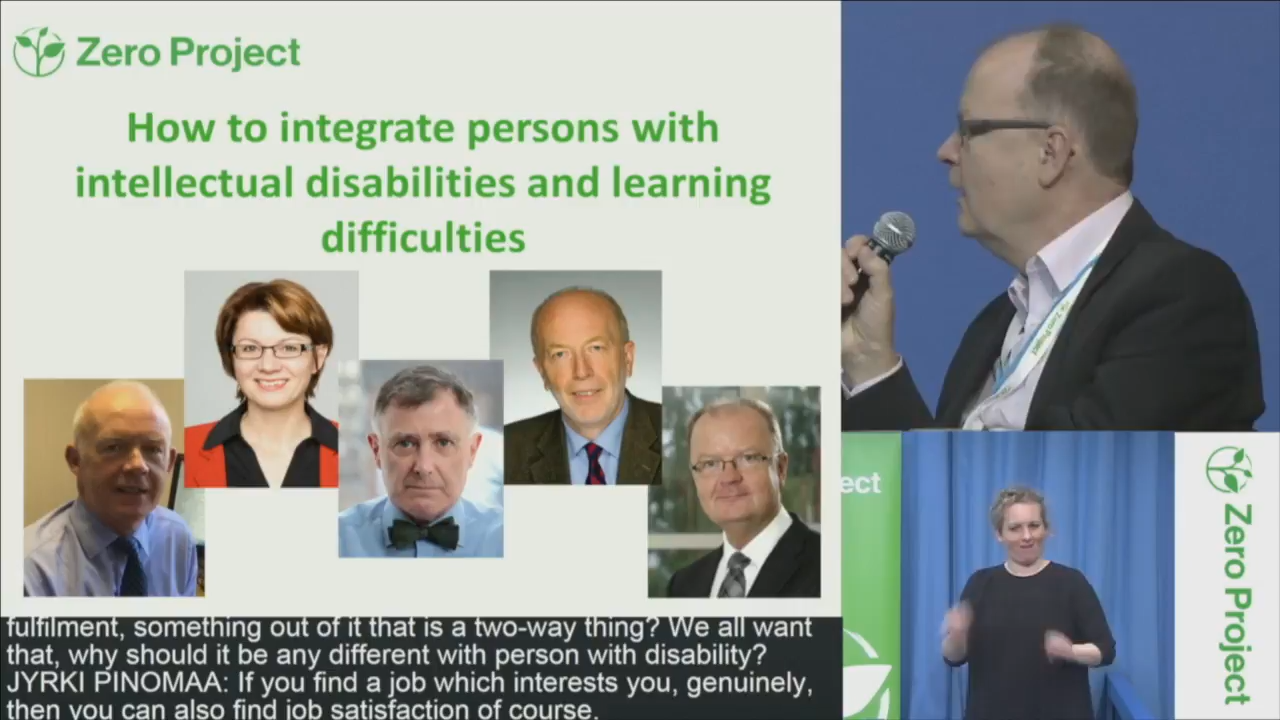 Zero Project
How to integrate persons with
intellectual disabilities and learning
difficulties
fulfilment, something out of it that is a two-way thing? We all want
that, why should it be any different with person with disability?
JYRKI PINOMAA: If you find a job which interests you, genuinely,
then you can also find job satisfaction of course.
Zero Project
ect
Zero Project